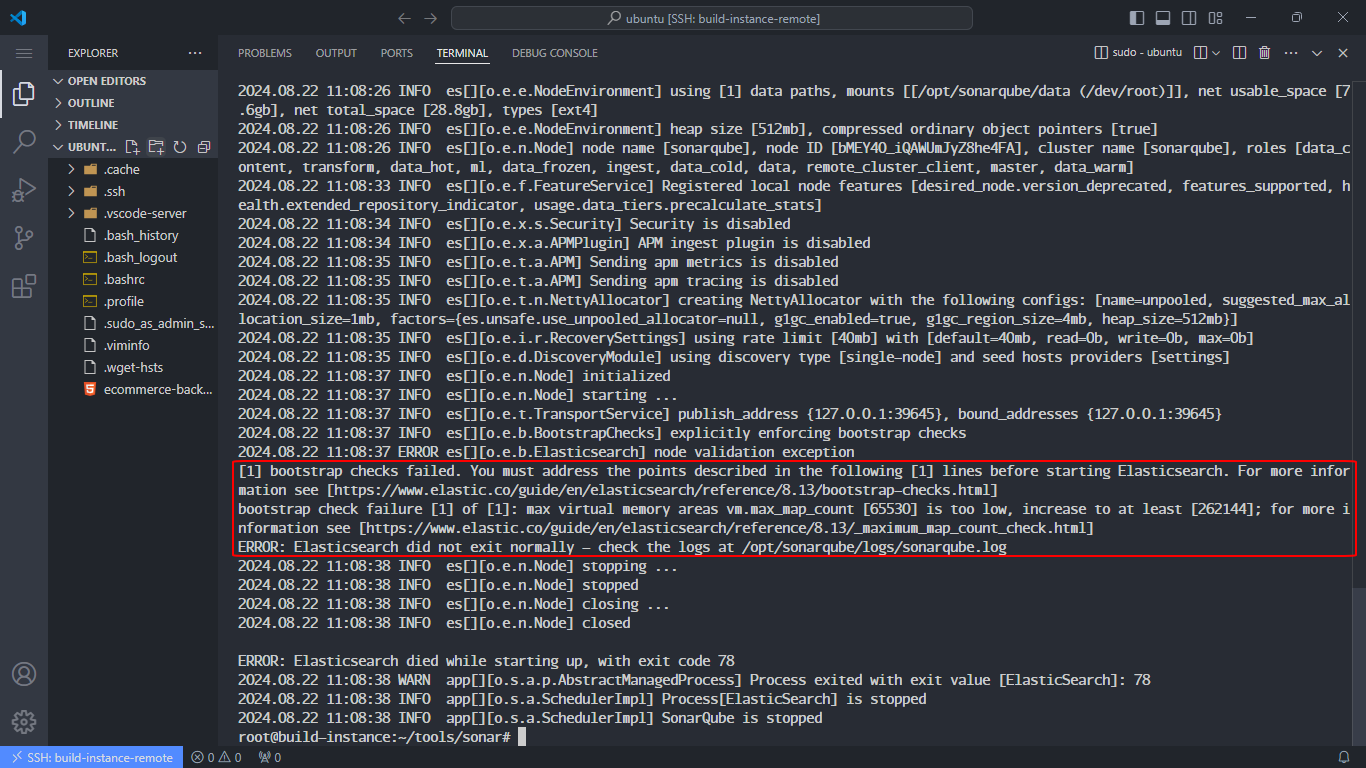 ubuntu [SSH: build-instance-remote]
EXPLORER
OPEN EDITORS
OUTLINE
TIMELINE
UBUNT...
.cache
.ssh
.vscode-server
.bash_history
.bash_logout
.bashrc
.profile
.sudo_as_admin_s...
.viminfo
.wget-hsts
ecommerce-back...
PROBLEMS OUTPUT PORTS TERMINAL DEBUG CONSOLE
sudo - ubuntu
2024.08.22 11:08:26 INFO  es[][o.e.e.NodeEnvironment] using [1] data paths, mounts [[/opt/sonarqube/data (/dev/root)]], net usable_space [7
.6gb], net total_space [28.8gb], types [ext4]
2024.08.22 11:08:26 INFO  es[][o.e.e.NodeEnvironment] heap size [512mb], compressed ordinary object pointers [true]
2024.08.22 11:08:26 INFO  es[][o.e.n.Node] node name [sonarqube], node ID [bMEY4O_iQAWUmJyZ8he4FA], cluster name [sonarqube], roles [data_c
ontent, transform, data_hot, ml, data_frozen, ingest, data_cold, data, remote_cluster_client, master, data_warm]
2024.08.22 11:08:33 INFO  es[][o.e.f.FeatureService] Registered local node features [desired_node.version_deprecated, features_supported, h
ealth.extended_repository_indicator, usage.data_tiers.precalculate_stats]
2024.08.22 11:08:34 INFO  es[][o.e.x.s.Security] Security is disabled
2024.08.22 11:08:34 INFO  es[][o.e.x.a.APMPlugin] APM ingest plugin is disabled
2024.08.22 11:08:35 INFO  es[][o.e.t.a.APM] Sending apm metrics is disabled
2024.08.22 11:08:35 INFO  es[][o.e.t.a.APM] Sending apm tracing is disabled
2024.08.22 11:08:35 INFO  es[][o.e.t.n.NettyAllocator] creating NettyAllocator with the following configs: [name=unpooled, suggested_max_al
location_size=1mb, factors={es.unsafe.use_unpooled_allocator=null, g1gc_enabled=true, g1gc_region_size=4mb, heap_size=512mb}]
2024.08.22 11:08:35 INFO  es[][o.e.i.r.RecoverySettings] using rate limit [40mb] with [default=40mb, read=0b, write=0b, max=0b]
2024.08.22 11:08:35 INFO  es[][o.e.d.DiscoveryModule] using discovery type [single-node] and seed hosts providers [settings]
2024.08.22 11:08:37 INFO  es[][o.e.n.Node] initialized
2024.08.22 11:08:37 INFO  es[][o.e.n.Node] starting ...
2024.08.22 11:08:37 INFO  es[][o.e.t.TransportService] publish_address {127.0.0.1:39645}, bound_addresses {127.0.0.1:39645}
2024.08.22 11:08:37 INFO  es[][o.e.b.BootstrapChecks] explicitly enforcing bootstrap checks
2024.08.22 11:08:37 ERROR es[][o.e.b.Elasticsearch] node validation exception
[1] bootstrap checks failed. You must address the points described in the following [1] lines before starting Elasticsearch. For more infor
mation see [https://www.elastic.co/guide/en/elasticsearch/reference/8.13/bootstrap-checks.html]
bootstrap check failure [1] of [1]: max virtual memory areas vm.max_map_count [65530] is too low, increase to at least [262144]; for more i
nformation see [https://www.elastic.co/guide/en/elasticsearch/reference/8.13/_maximum_map_count_check.html]
ERROR: Elasticsearch did not exit normally – check the logs at /opt/sonarqube/logs/sonarqube.log
2024.08.22 11:08:38 INFO  es[][o.e.n.Node] stopping ...
2024.08.22 11:08:38 INFO  es[][o.e.n.Node] stopped
2024.08.22 11:08:38 INFO  es[][o.e.n.Node] closing ...
2024.08.22 11:08:38 INFO  es[][o.e.n.Node] closed
ERROR: Elasticsearch died while starting up, with exit code 78
2024.08.22 11:08:38 WARN  app[][o.s.a.p.AbstractManagedProcess] Process exited with exit value [ElasticSearch]: 78
2024.08.22 11:08:38 INFO  app[][o.s.a.SchedulerImpl] Process[ElasticSearch] is stopped
2024.08.22 11:08:38 INFO  app[][o.s.a.SchedulerImpl] SonarQube is stopped
root@build-instance:~/tools/sonar#
SSH: build-instance-remote 0 0 0